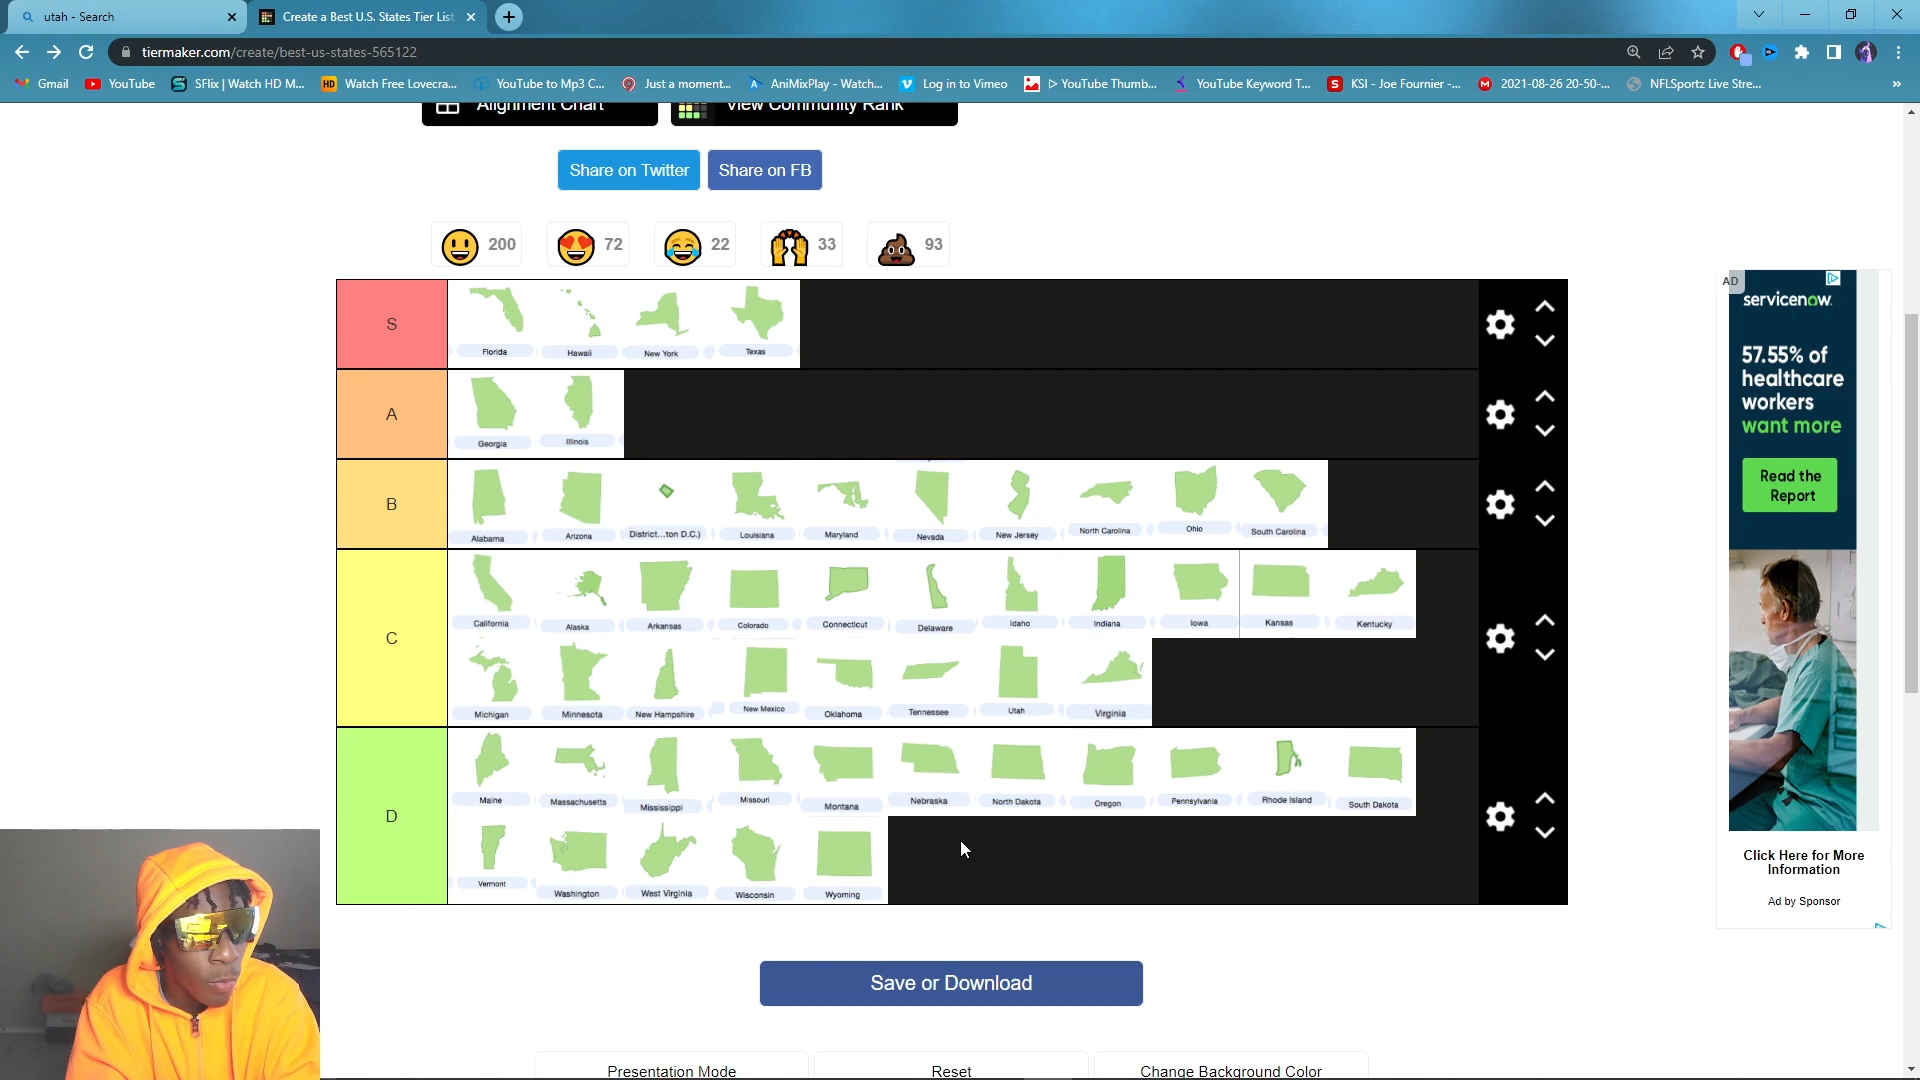 utah - Search
Create a Best U.S. States Tier List
tiermaker.com/create/best-us-states-565122
Gmail
YouTube
SFlix | Watch HD M...
Watch Free Lovecra...
YouTube to Mp3 C...
Just a moment...
AniMixPlay - Watch...
Log in to Vimeo
▷ YouTube Thumb...
YouTube Keyword T...
KSI - Joe Fournier -...
2021-08-26 20-50-...
NFLSportz Live Stre...
»
Alignment Chart
View Community Rank
Share on Twitter
Share on FB
200
72
22
33
93
S
Florida
Hawaii
New York
Texas
A
Georgia
Illinois
B
Alabama
Arizona
District...ton D.C.)
Louisiana
Maryland
Nevada
New Jersey
North Carolina
Ohio
South Carolina
C
California
Alaska
Arkansas
Colorado
Connecticut
Delaware
Idaho
Indiana
Iowa
Kansas
Kentucky
Michigan
Minnesota
New Hampshire
New Mexico
Oklahoma
Tennessee
Utah
Virginia
D
Maine
Massachusetts
Mississippi
Missouri
Montana
Nebraska
North Dakota
Oregon
Pennsylvania
Rhode Island
South Dakota
Vermont
Washington
West Virginia
Wisconsin
Wyoming
AD
servicenow.
57.55% of
healthcare
workers
want more
Read the
Report
Click Here for More
Information
Ad by Sponsor
Save or Download
Presentation Mode
Reset
Change Background Color